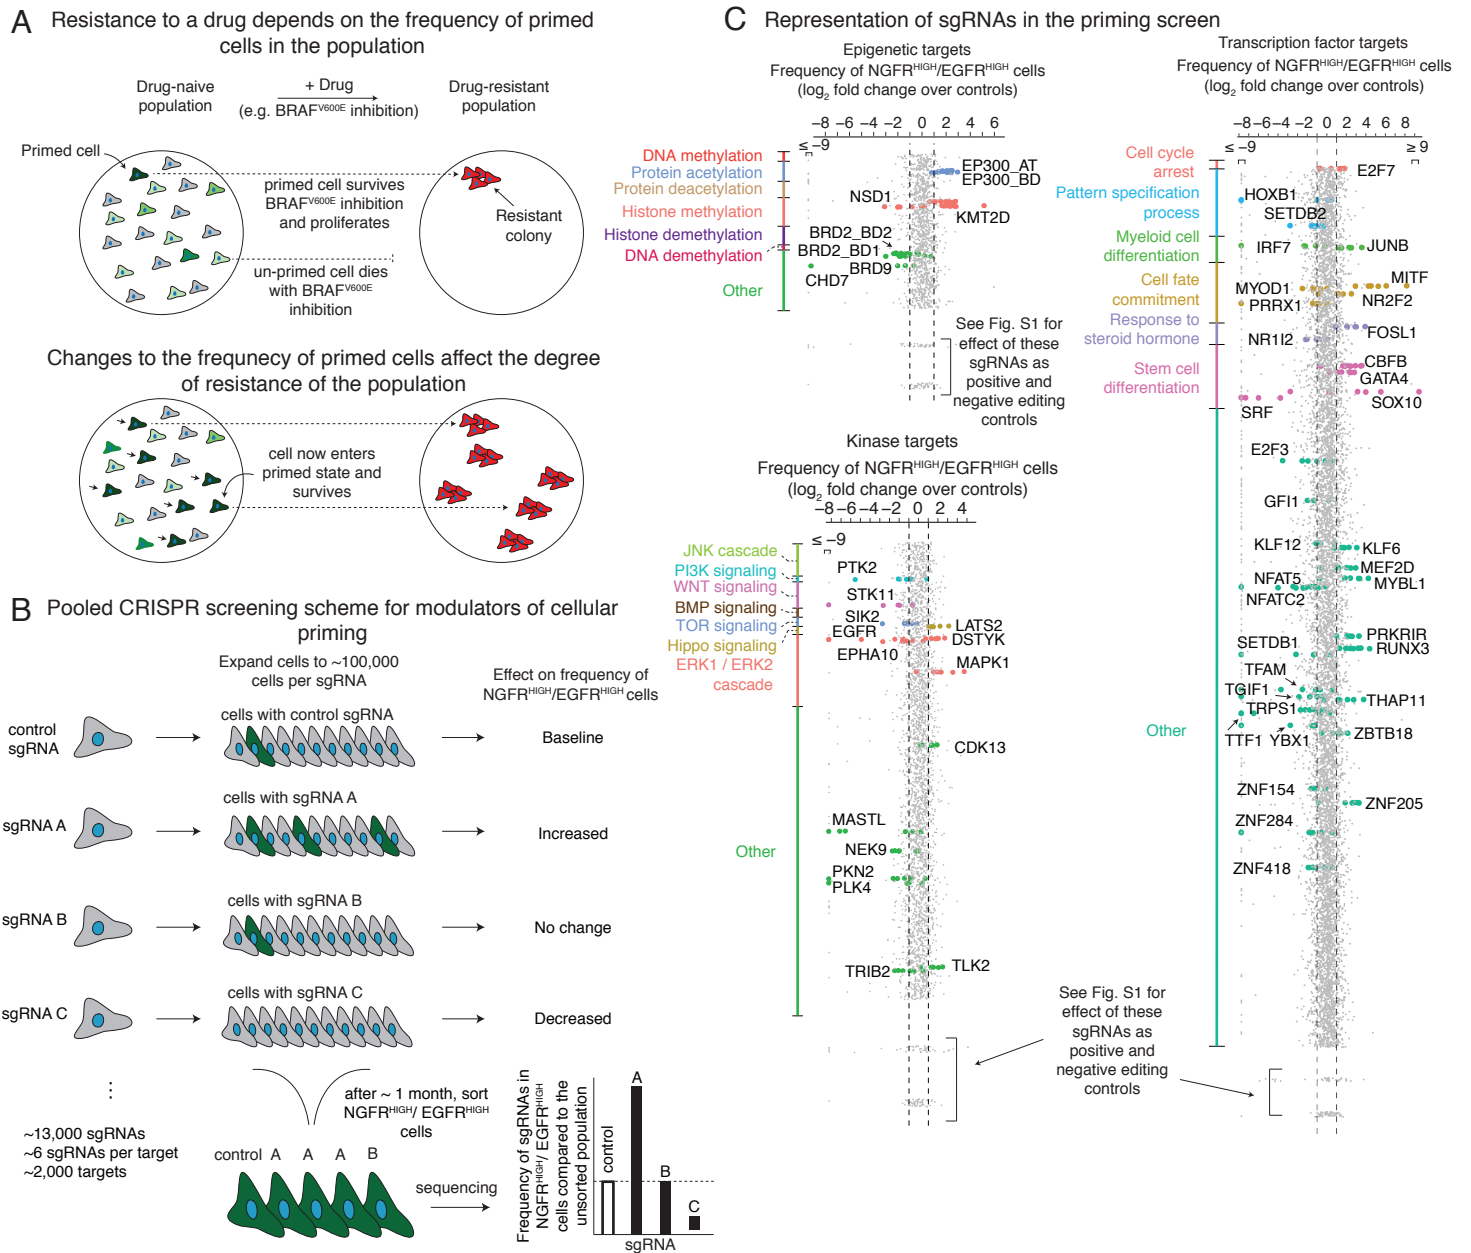 A
Resistance to a drug depends on the frequency of primed
cells in the population
Drug-naive
population
+ Drug
(e.g. BRAFV600E inhibition)
Drug-resistant
population
Primed cell
primed cell survives
BRAFV600E inhibition
and proliferates
Resistant
colony
un-primed cell dies
with BRAFV600E
inhibition
Changes to the frequnecy of primed cells affect the degree
of resistance of the population
cell now enters
primed state and
survives
B
Pooled CRISPR screening scheme for modulators of cellular
priming
Expand cells to ~100,000
cells per sgRNA
Effect on frequency of
NGFRHIGH/EGFRHIGH cells
control
sgRNA
cells with control sgRNA
Baseline
sgRNA A
cells with sgRNA A
Increased
sgRNA B
cells with sgRNA B
No change
sgRNA C
cells with sgRNA C
Decreased
⋮
~13,000 sgRNAs
~6 sgRNAs per target
~2,000 targets
after ~ 1 month, sort
NGFRHIGH/ EGFRHIGH
cells
control A A A B
sequencing
Frequency of sgRNAs in
NGFRHIGH/ EGFRHIGH
cells compared to the
unsorted population
control
A
B
C
sgRNA
C
Representation of sgRNAs in the priming screen
Epigenetic targets
Frequency of NGFRHIGH/EGFRHIGH cells
(log2 fold change over controls)
−8 −6 −4 −2 0 2 4 6
≤ −9
DNA methylation
Protein acetylation
Protein deacetylation
Histone methylation
Histone demethylation
DNA demethylation
Other
EP300_AT
EP300_BD
NSD1
KMT2D
BRD2_BD2
BRD2_BD1
BRD9
CHD7
See Fig. S1 for
effect of these
sgRNAs as
positive and
negative editing
controls
Kinase targets
Frequency of NGFRHIGH/EGFRHIGH cells
(log2 fold change over controls)
−8 −6 −4 −2 0 2 4
≤ −9
JNK cascade
PI3K signaling
WNT signaling
BMP signaling
TOR signaling
Hippo signaling
ERK1 / ERK2
cascade
Other
PTK2
STK11
SIK2
EGFR
LATS2
DSTYK
EPHA10
MAPK1
CDK13
MASTL
NEK9
PKN2
PLK4
TRIB2
TLK2
See Fig. S1 for
effect of these
sgRNAs as
positive and
negative editing
controls
Transcription factor targets
Frequency of NGFRHIGH/EGFRHIGH cells
(log2 fold change over controls)
−8 −6 −4 −2 0 2 4 6 8
≤ −9
≥ 9
Cell cycle
arrest
Pattern specification
process
Myeloid cell
differentiation
Cell fate
commitment
Response to
steroid hormone
Stem cell
differentiation
Other
E2F7
HOXB1
SETDB2
IRF7
JUNB
MITF
MYOD1
PRRX1
NR2F2
FOSL1
NR1I2
CBFB
GATA4
SRF
SOX10
E2F3
GFI1
KLF12
KLF6
MEF2D
NFAT5
MYBL1
NFATC2
PRKRIR
SETDB1
RUNX3
TFAM
TGIF1
TRPS1
THAP11
TTF1
YBX1
ZBTB18
ZNF154
ZNF205
ZNF284
ZNF418